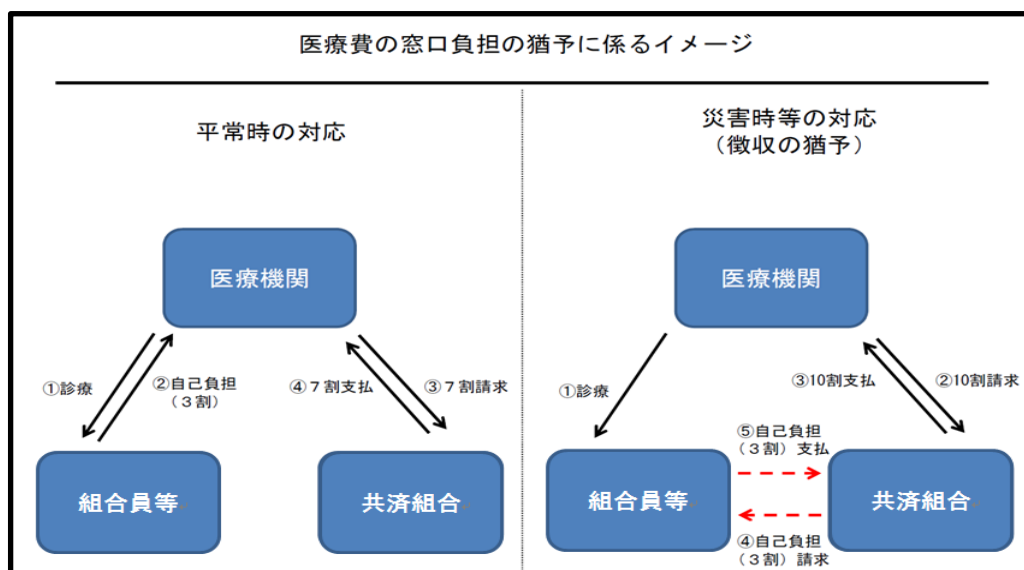 医療費の窓口負担の猶予に係るイメージ
平常時の対応
医療機関
①診療
②自己負担
(３割)
④７割支払
③７割請求
組合員等
共済組合
災害時等の対応
(徴収の猶予)
医療機関
①診療
③10割支払
②10割請求
⑤自己負担
(３割) 支払
組合員等
共済組合
④自己負担
(３割) 請求